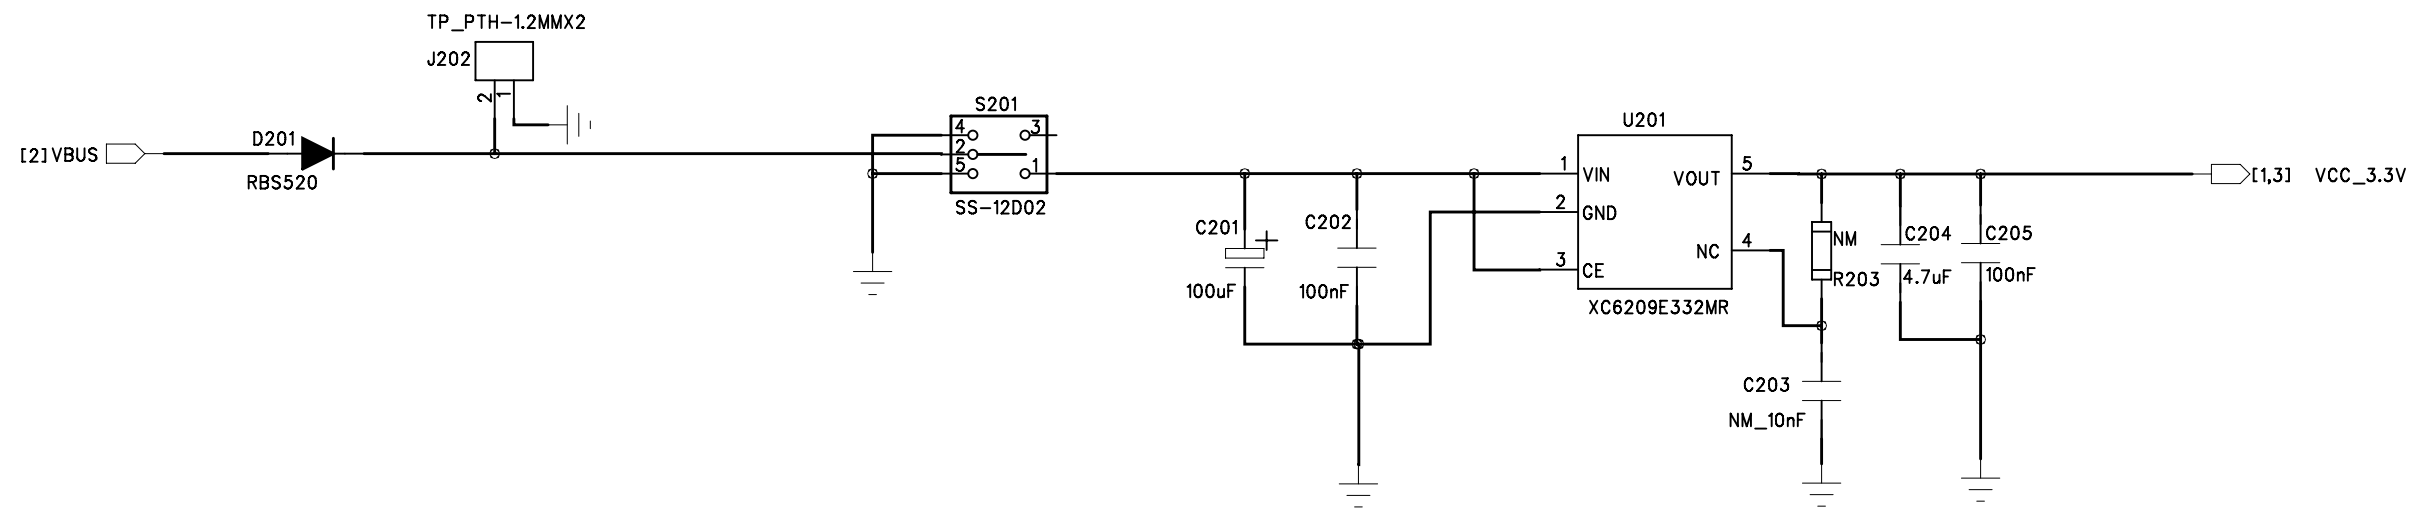 TP_PTH-1.2MMX2
J202
2
1
[2]VBUS
D201
RBS520
S201
4
3
2
5
1
SS-12D02
C201
+
100uF
C202
100nF
U201
1
VIN
VOUT
5
2
GND
NC
4
3
CE
XC6209E332MR
NM
R203
C203
NM_10nF
C204
4.7uF
C205
100nF
[1,3] VCC_3.3V